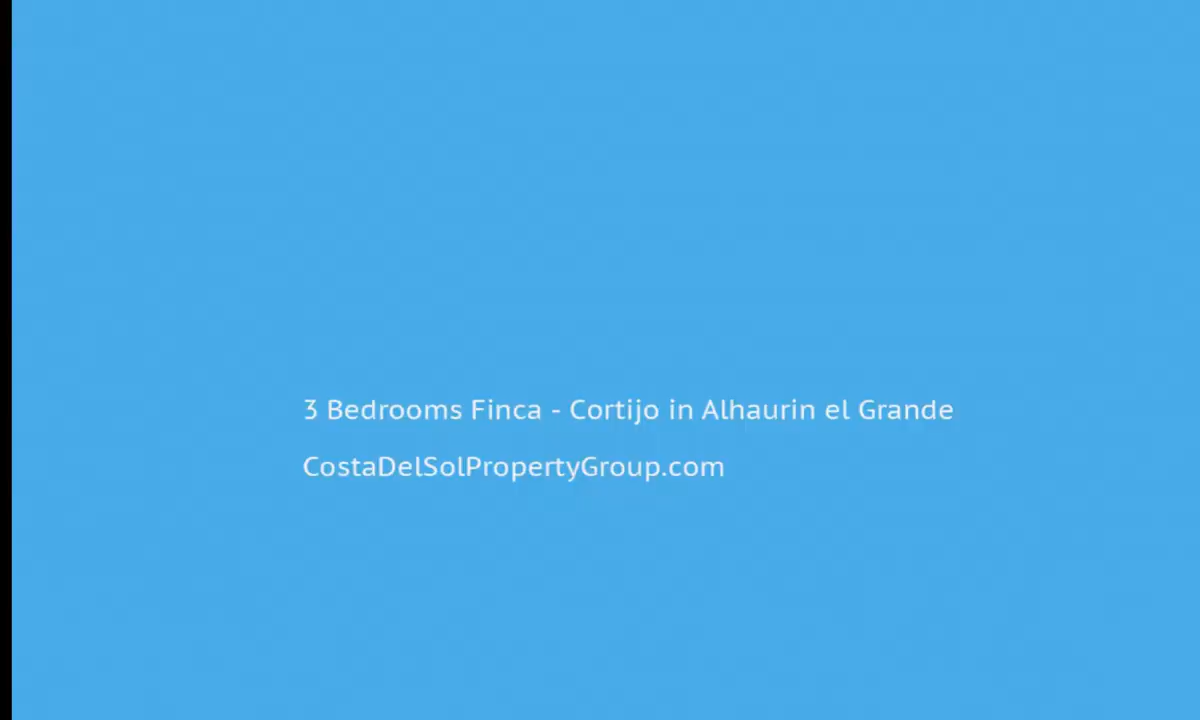 3 Bedrooms Finca - Cortijo in Alhaurin el Grande
CostaDelSolPropertyGroup.com